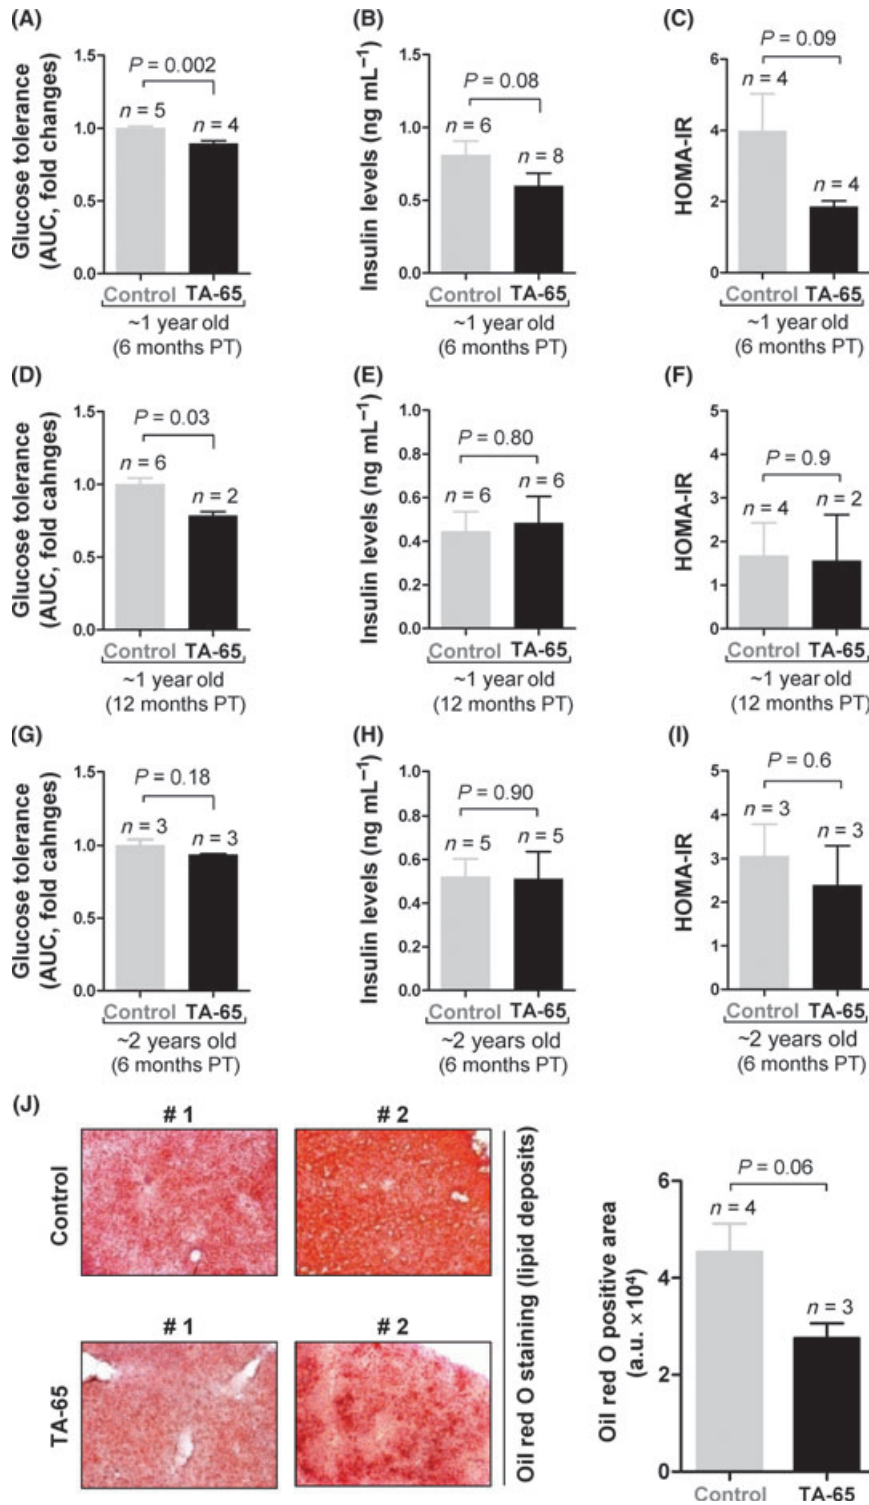 (A)
Glucose tolerance
(AUC, fold changes)
1.5
1.0
0.5
0.0
P = 0.002
n = 5
n = 4
Control TA-65
~1 year old
(6 months PT)
(B)
Insulin levels (ng mL⁻¹)
1.5
1.0
0.5
0.0
P = 0.08
n = 6
n = 8
Control TA-65
~1 year old
(6 months PT)
(C)
HOMA-IR
6
4
2
0
P = 0.09
n = 4
n = 4
Control TA-65
~1 year old
(6 months PT)
(D)
Glucose tolerance
(AUC, fold cahnges)
1.5
1.0
0.5
0.0
P = 0.03
n = 6
n = 2
Control TA-65
~1 year old
(12 months PT)
(E)
Insulin levels (ng mL⁻¹)
1.0
0.8
0.6
0.4
0.2
0.0
P = 0.80
n = 6
n = 6
Control TA-65
~1 year old
(12 months PT)
(F)
HOMA-IR
5
4
3
2
1
0
P = 0.9
n = 4
n = 2
Control TA-65
~1 year old
(12 months PT)
(G)
Glucose tolerance
(AUC, fold cahnges)
1.5
1.0
0.5
0.0
P = 0.18
n = 3
n = 3
Control TA-65
~2 years old
(6 months PT)
(H)
Insulin levels (ng mL⁻¹)
1.0
0.8
0.6
0.4
0.2
0.0
P = 0.90
n = 5
n = 5
Control TA-65
~2 years old
(6 months PT)
(I)
HOMA-IR
5
4
3
2
1
0
P = 0.6
n = 3
n = 3
Control TA-65
~2 years old
(6 months PT)
(J)
# 1
# 2
Control
# 1
# 2
TA-65
Oil red O staining (lipid deposits)
Oil red O positive area
(a.u. ×10⁴)
6
4
2
0
P = 0.06
n = 4
n = 3
Control TA-65